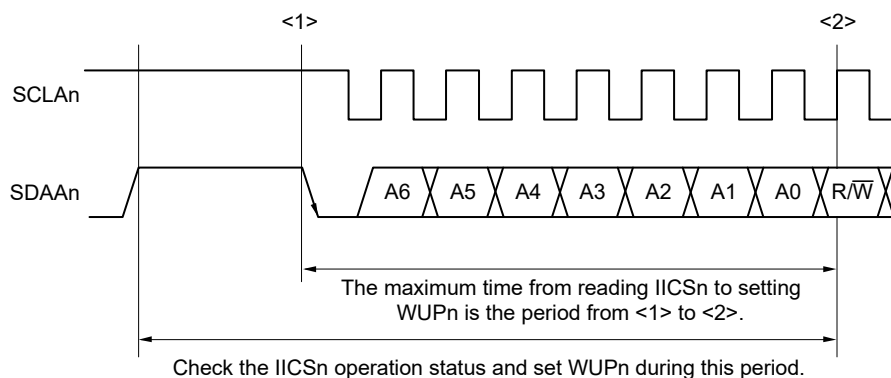 <1> <2>
SCLAn
SDAAn A6 A5 A4 A3 A2 A1 A0 R/W̅
The maximum time from reading IICSn to setting
WUPn is the period from <1> to <2>.
Check the IICSn operation status and set WUPn during this period.